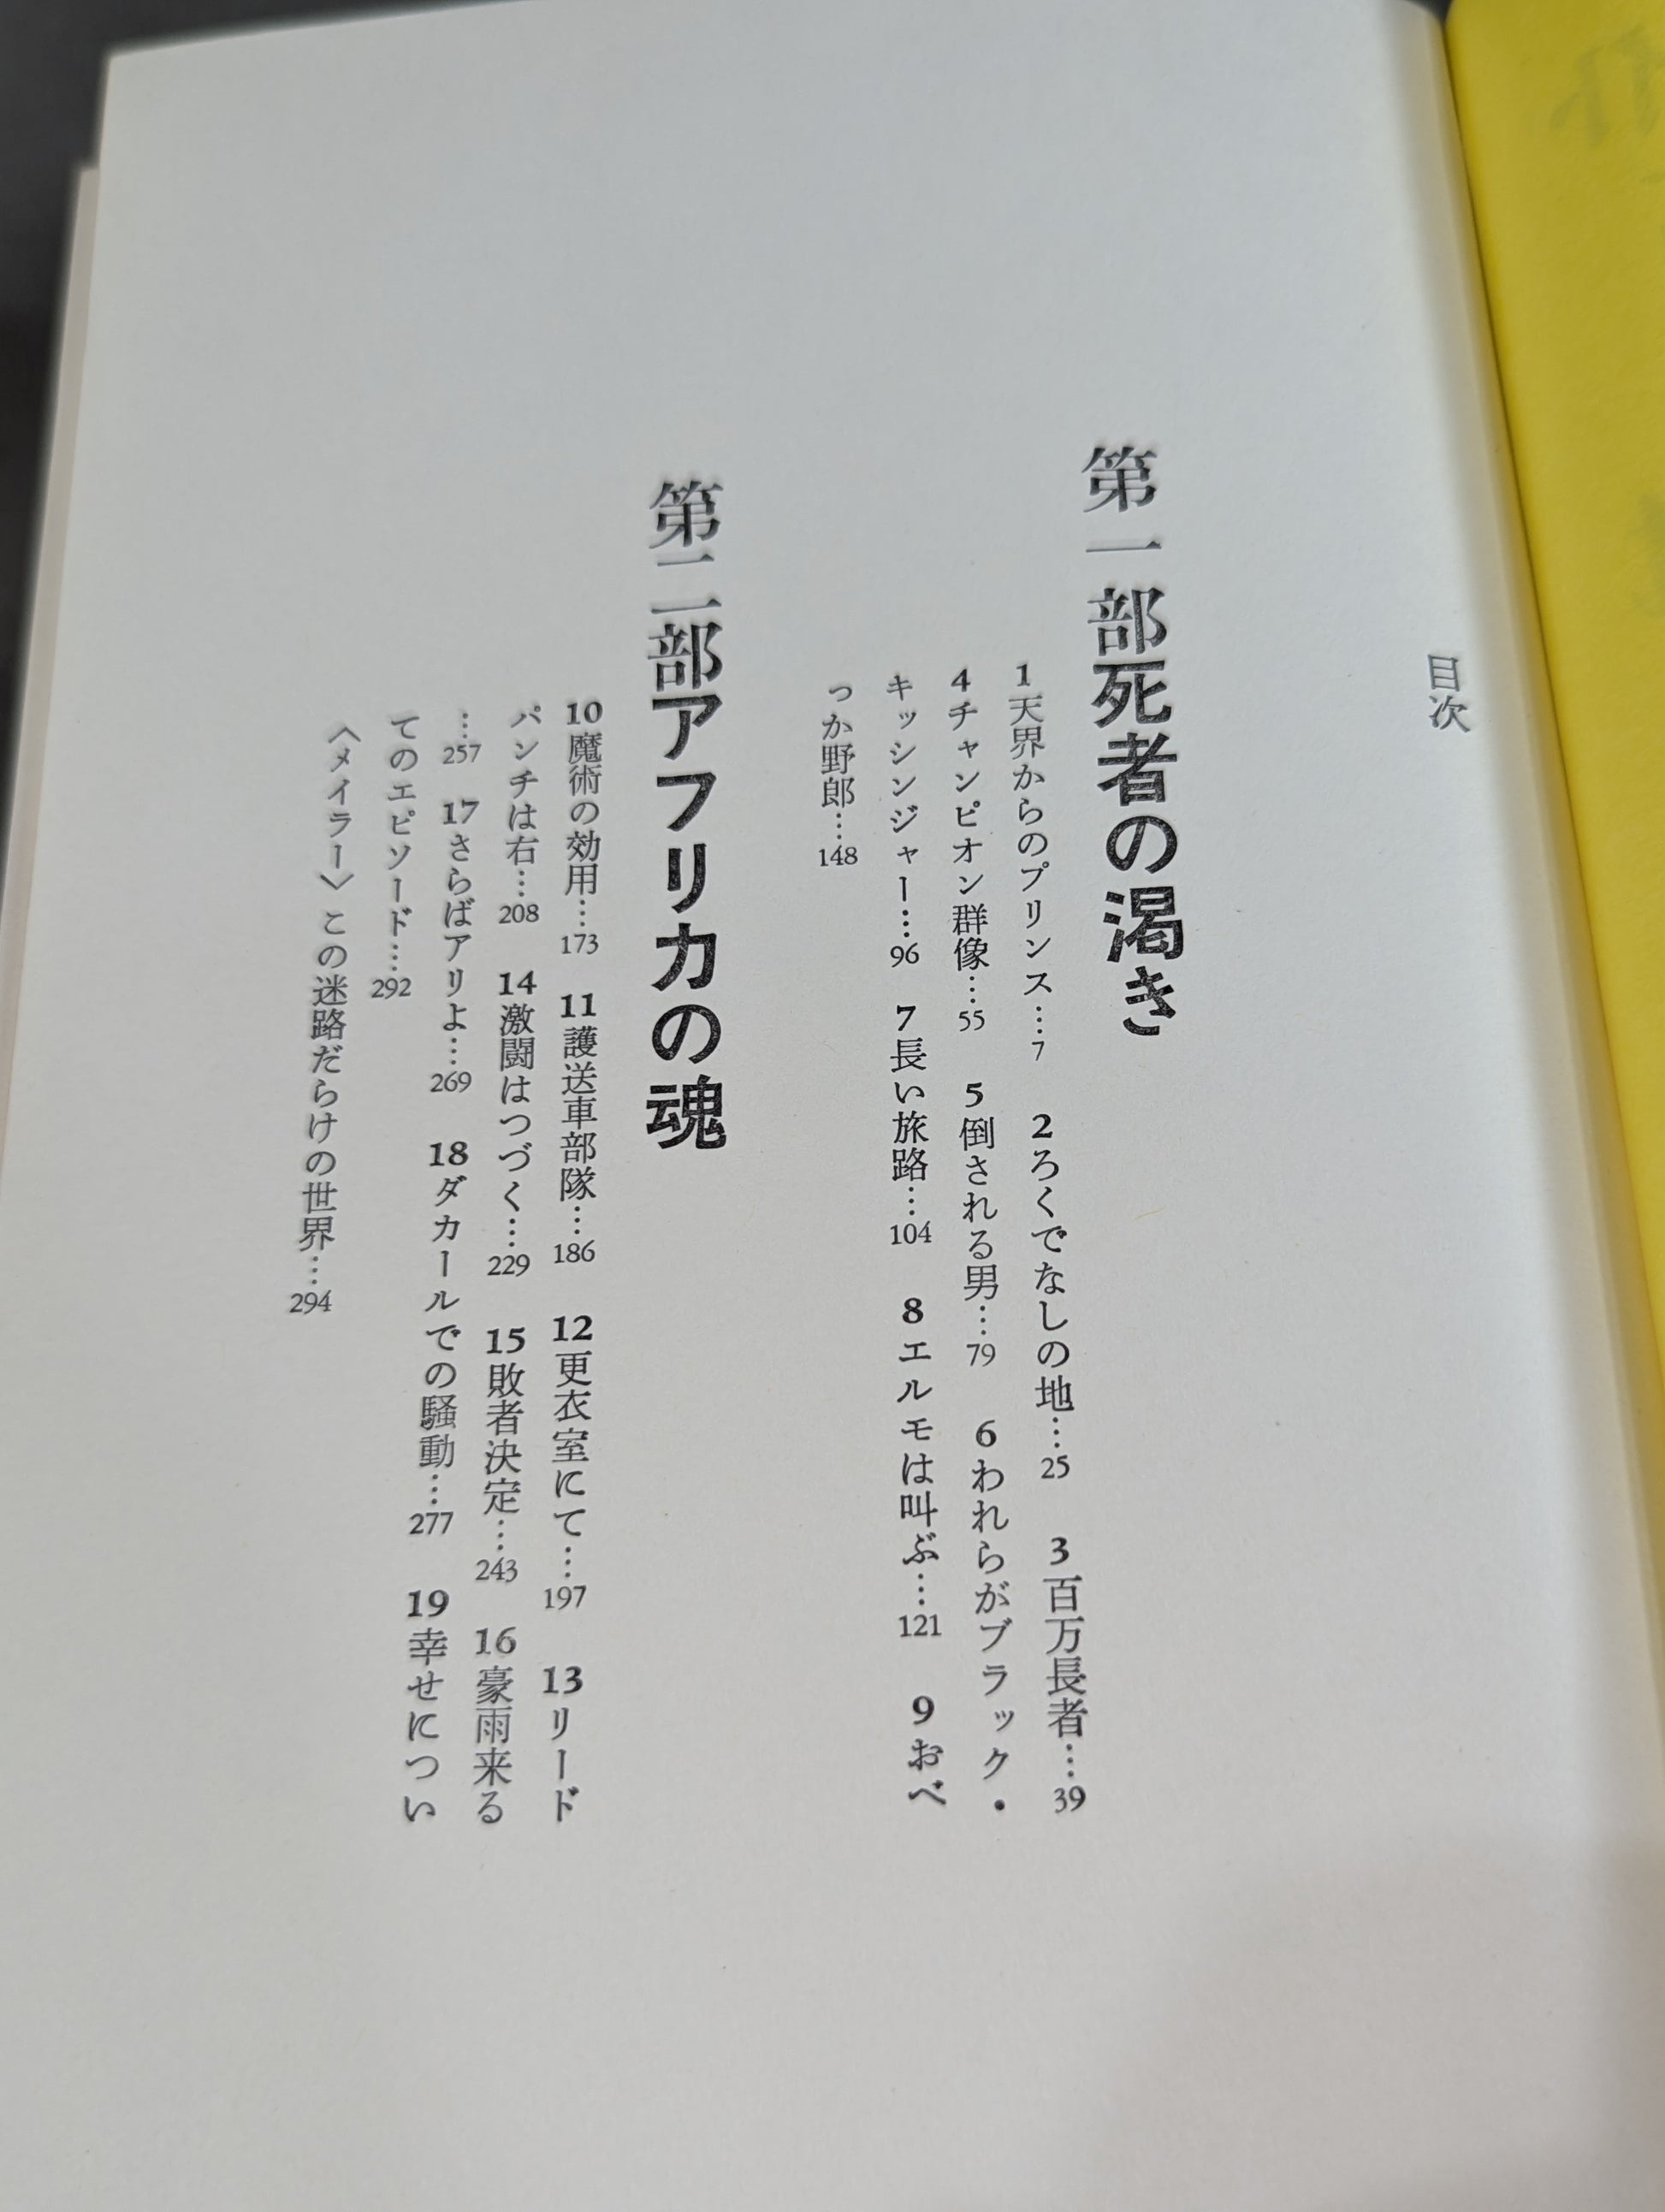 目次
第一部死者の渇き
1天界からのプリンス…7 2ろくでなしの地…25 3百万長者…39
4チャンピオン群像…55 5倒される男…79 6われらがブラック・
キッシンジャー…96 7長い旅路…104 8エルモは叫ぶ…121 9おべ
っか野郎…148
第二部アフリカの魂
10魔術の効用…173 11護送車部隊…186 12更衣室にて…197 13リード
パンチは右…208 14激闘はつづく…229 15敗者決定…243 16豪雨来る
…257 17さらばアリよ…269 18ダカールでの騒動…277 19幸せについ
てのエピソード…292
〈メイラー〉この迷路だらけの世界…294